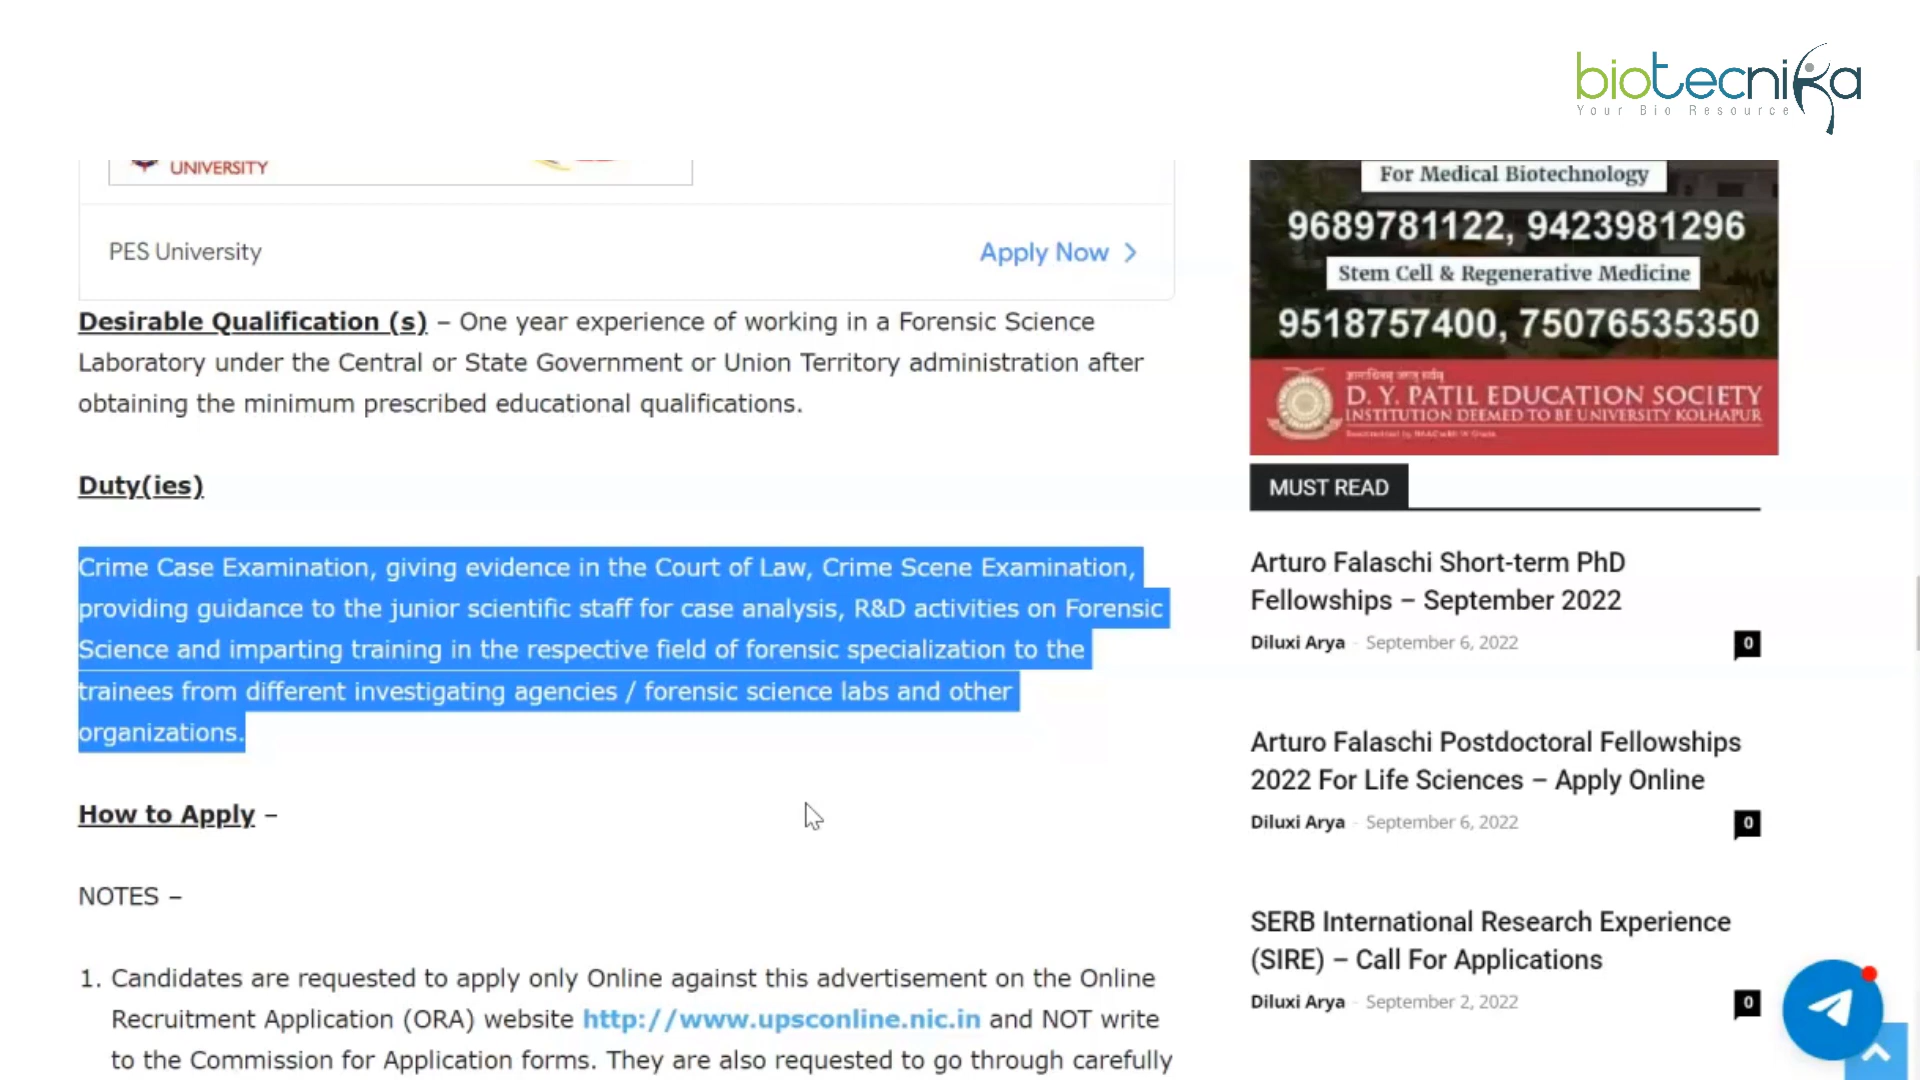 biotecnika
Your Bio Resource
UNIVERSITY
PES University
Apply Now
Desirable Qualification (s) – One year experience of working in a Forensic Science
Laboratory under the Central or State Government or Union Territory administration after
obtaining the minimum prescribed educational qualifications.
Duty(ies)
Crime Case Examination, giving evidence in the Court of Law, Crime Scene Examination,
providing guidance to the junior scientific staff for case analysis, R&D activities on Forensic
Science and imparting training in the respective field of forensic specialization to the
trainees from different investigating agencies / forensic science labs and other
organizations.
How to Apply –
NOTES –
1. Candidates are requested to apply only Online against this advertisement on the Online
Recruitment Application (ORA) website http://www.upsconline.nic.in and NOT write
to the Commission for Application forms. They are also requested to go through carefully
For Medical Biotechnology
9689781122, 9423981296
Stem Cell & Regenerative Medicine
9518757400, 75076535350
D. Y. PATIL EDUCATION SOCIETY
INSTITUTION DEEMED TO BE UNIVERSITY KOLHAPUR
MUST READ
Arturo Falaschi Short-term PhD
Fellowships – September 2022
Diluxi Arya - September 6, 2022
0
Arturo Falaschi Postdoctoral Fellowships
2022 For Life Sciences – Apply Online
Diluxi Arya - September 6, 2022
0
SERB International Research Experience
(SIRE) – Call For Applications
Diluxi Arya - September 2, 2022
0